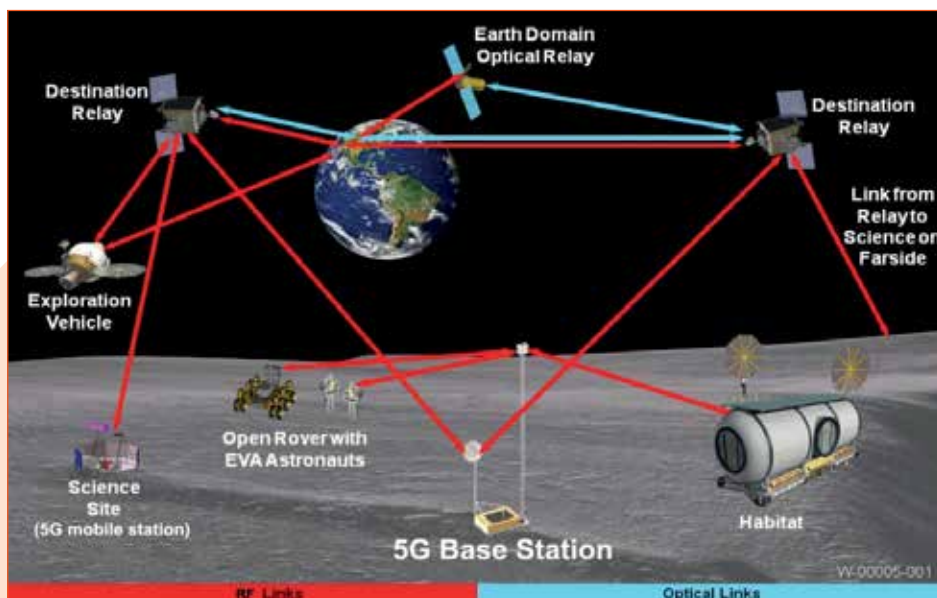 Earth Domain
Optical Relay
Destination
Relay
Destination
Relay
Link from
Relay to
Science on
Farside
Exploration
Vehicle
Open Rover with
EVA Astronauts
Science
Site
(5G mobile station)
Habitat
5G Base Station
W-00005-001
RF Links
Optical Links